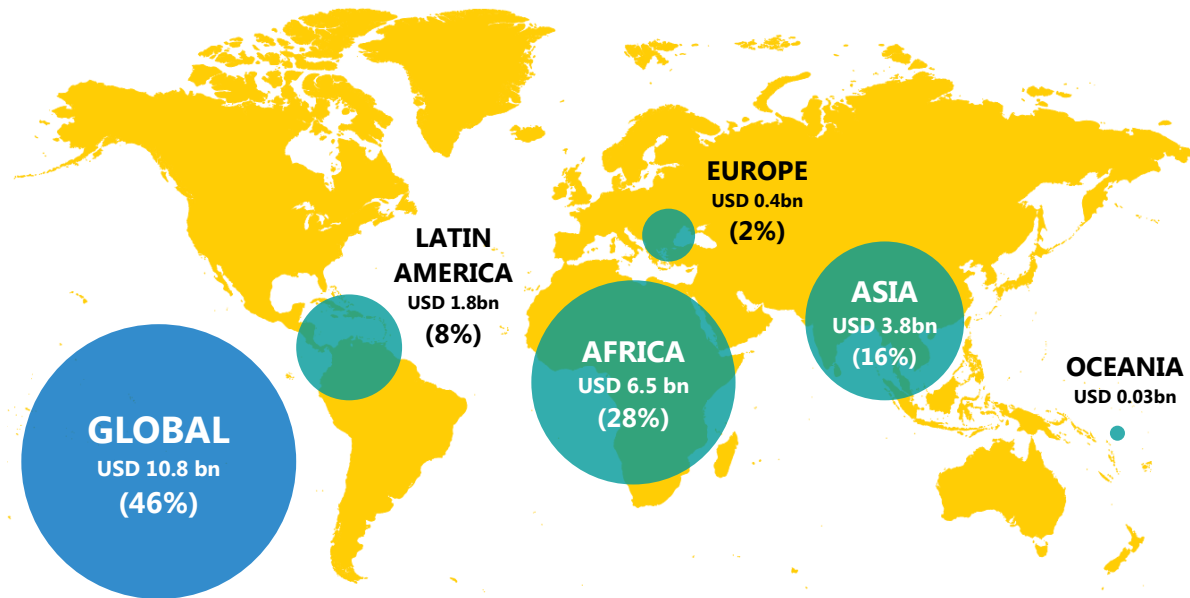 EUROPE
USD 0.4bn
(2%)
LATIN
AMERICA
USD 1.8bn
(8%)
ASIA
USD 3.8bn
(16%)
AFRICA
USD 6.5 bn
(28%)
OCEANIA
USD 0.03bn
GLOBAL
USD 10.8 bn
(46%)